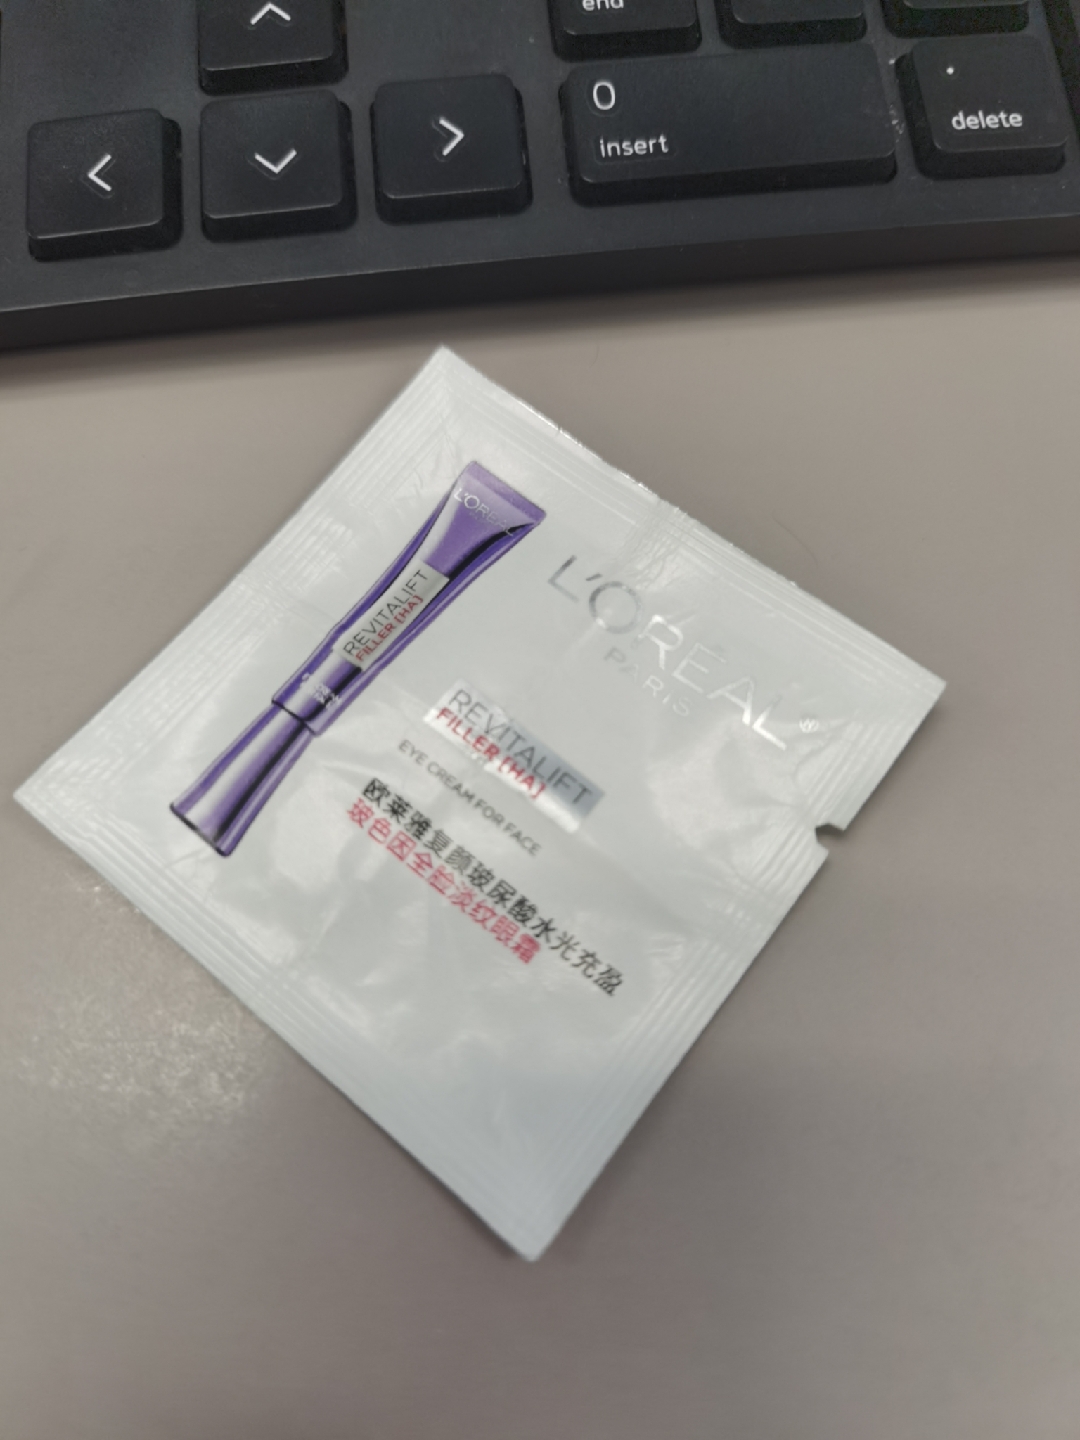 end
0
insert
.
delete
L'ORÉAL
REVITALIFT
FILLER [HA]
L'ORÉAL®
PARIS
REVITALIFT
FILLER [HA]
EYE CREAM FOR FACE
欧莱雅复颜玻尿酸水光充盈
玻色因全脸淡纹眼霜